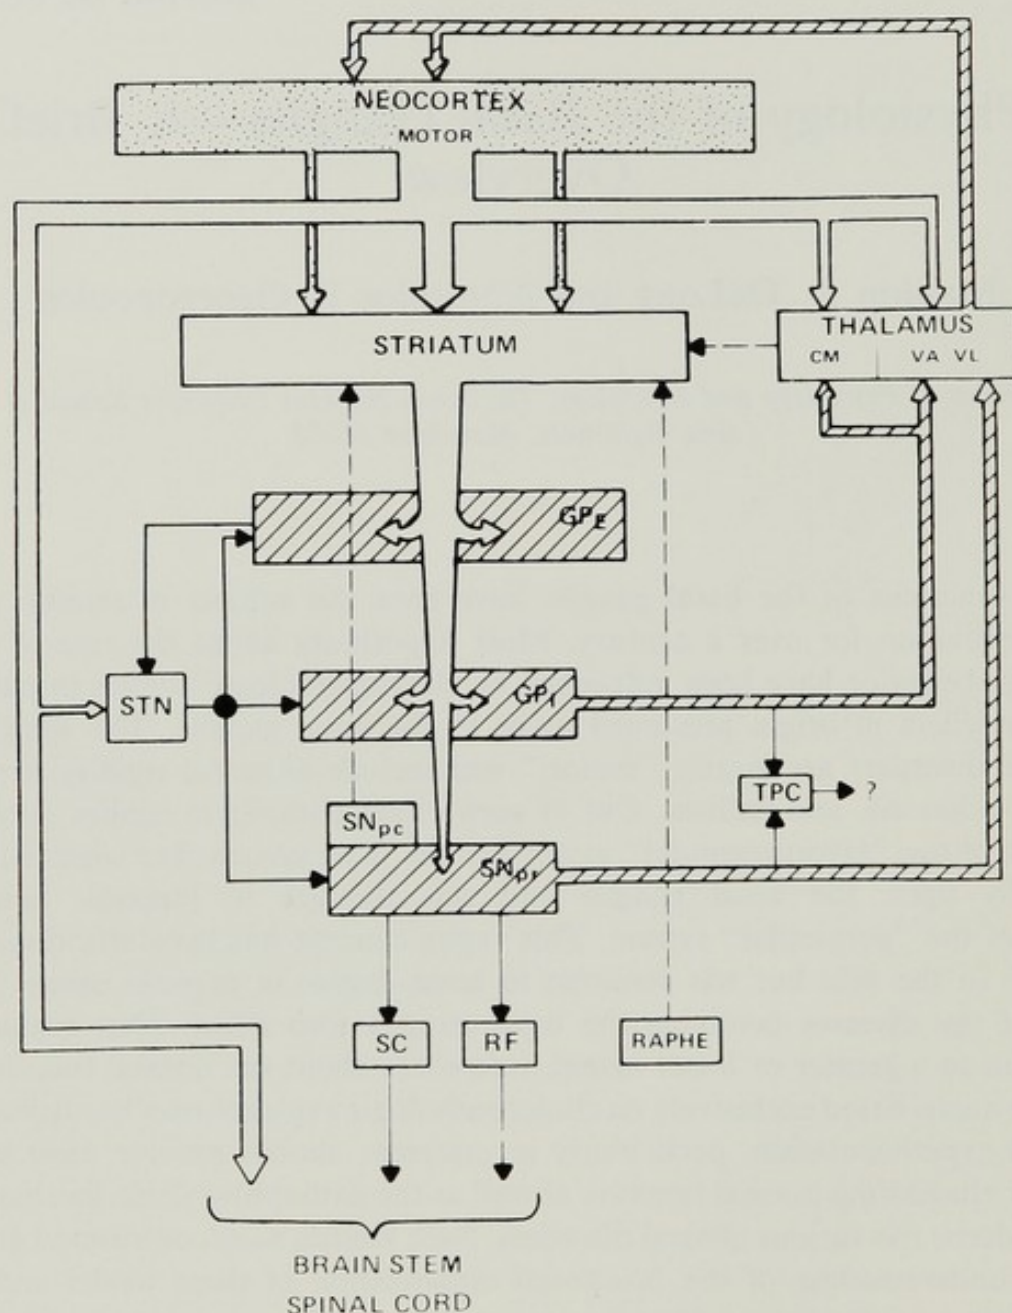 NEOCORTEX
MOTOR
STRIATUM
THALAMUS
CM VA VL
GPE
GPI
STN
TPC ?
SNpc
SNpr
SC RF RAPHE
BRAIN STEM
SPINAL CORD